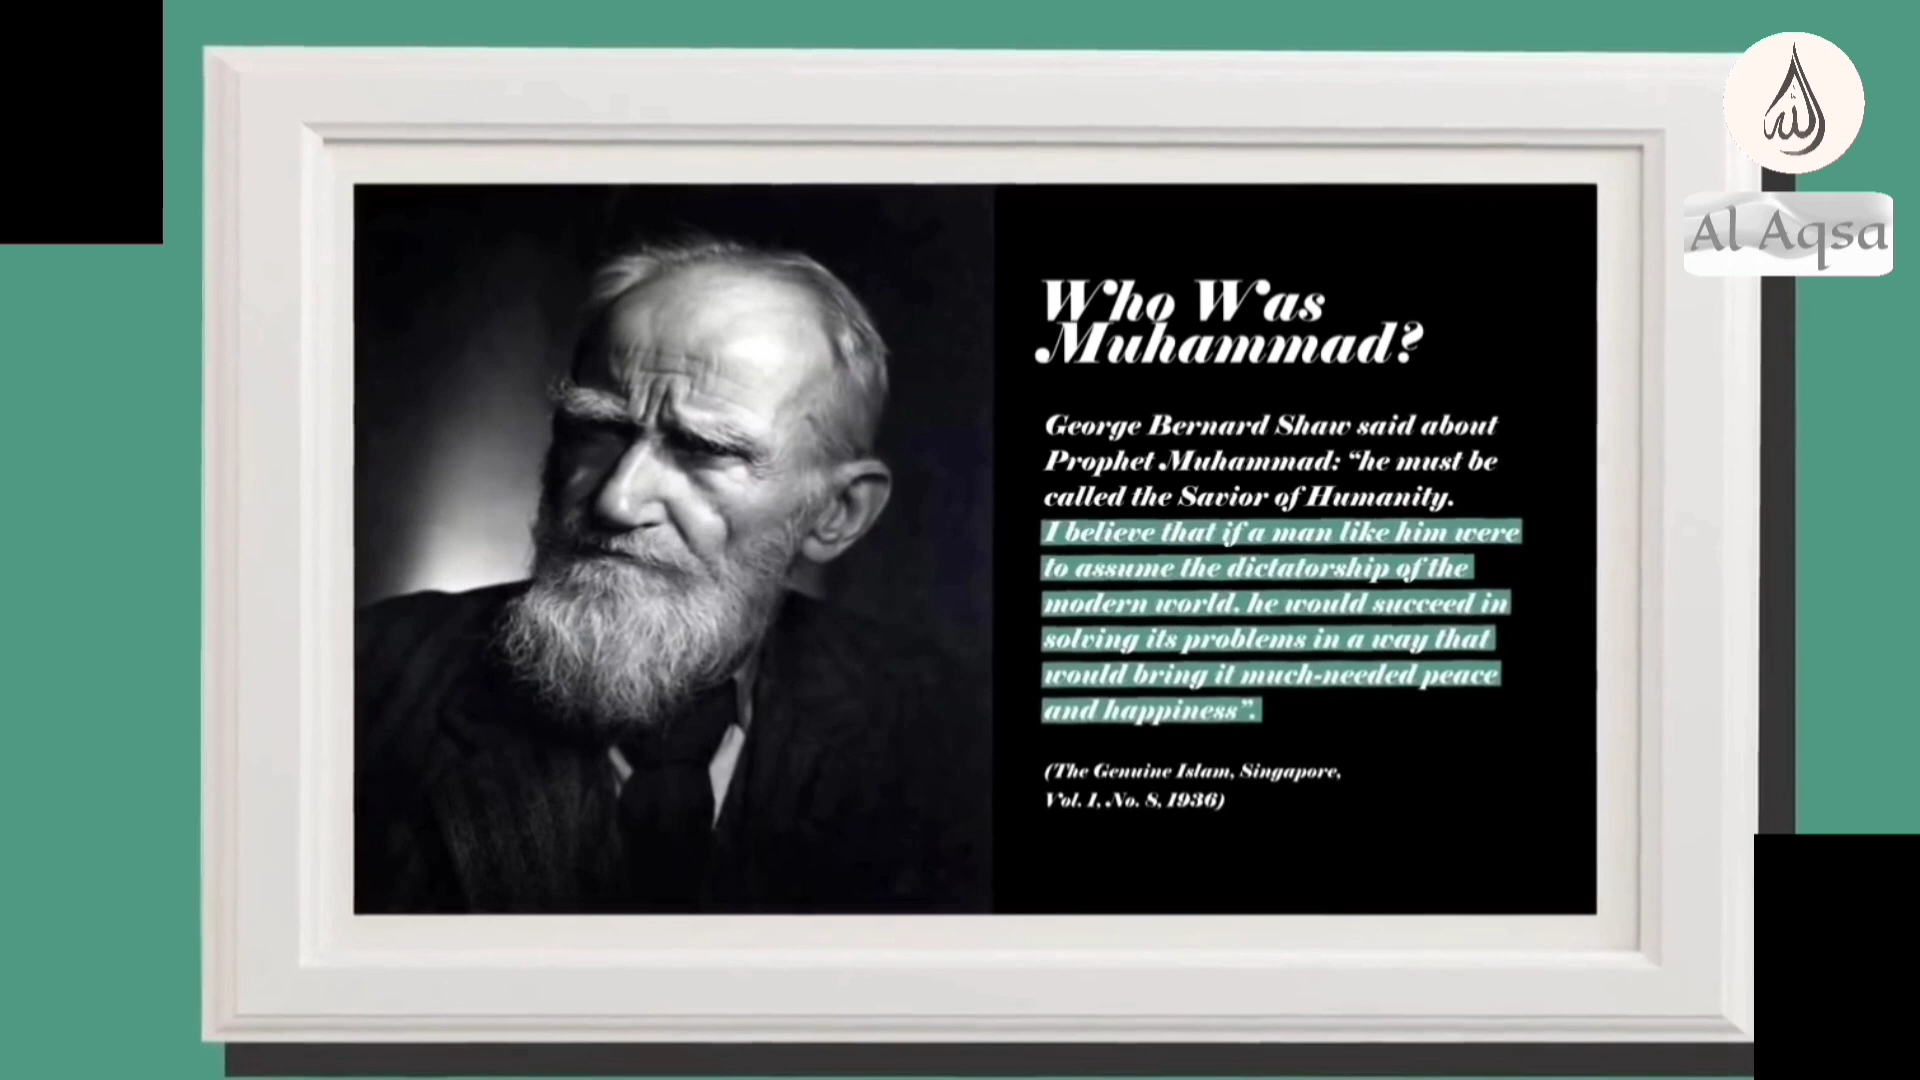 الله
Al Aqsa
Who Was
Muhammad?
George Bernard Shaw said about
Prophet Muhammad: “he must be
called the Savior of Humanity.
I believe that if a man like him were
to assume the dictatorship of the
modern world, he would succeed in
solving its problems in a way that
would bring it much-needed peace
and happiness”.
(The Genuine Islam, Singapore,
Vol. 1, No. 8, 1936)